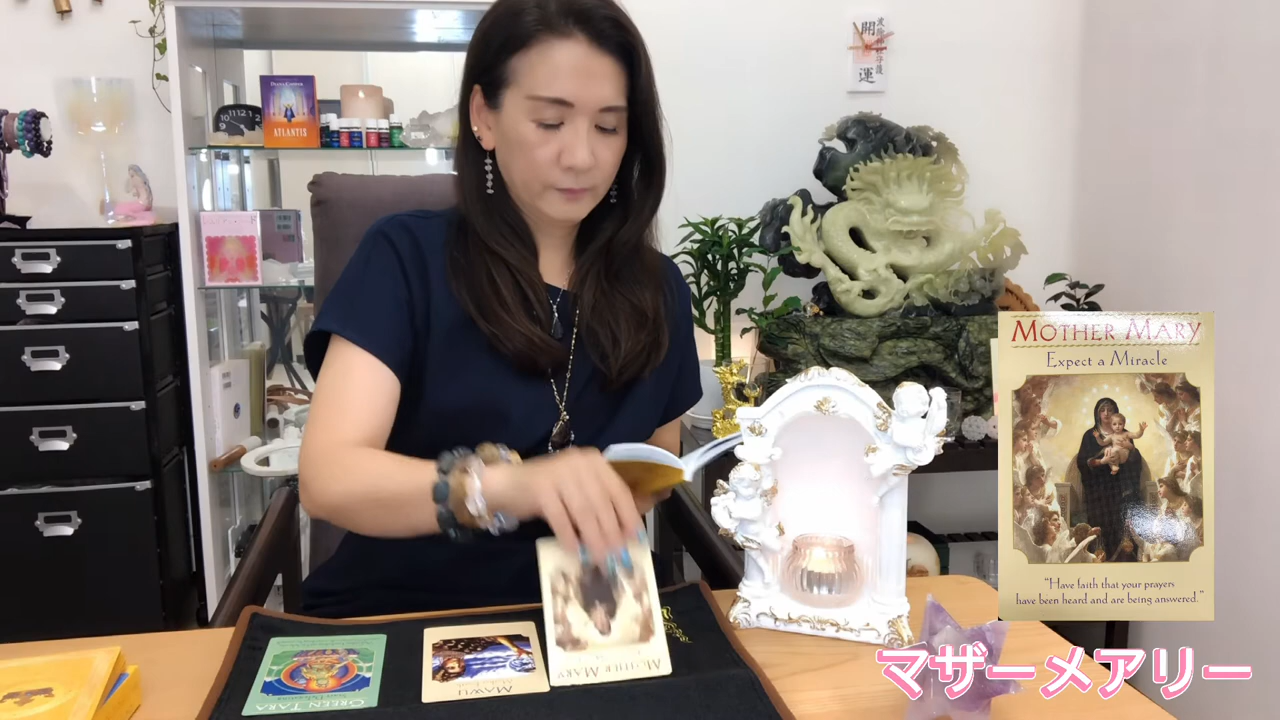 開運
ATLANTIS
MOTHER MARY
Expect a Miracle
"Have faith that your prayers
have been heard and are being answered."
GREEN TARA
MAWU
MOTHER MARY
マザーメアリー